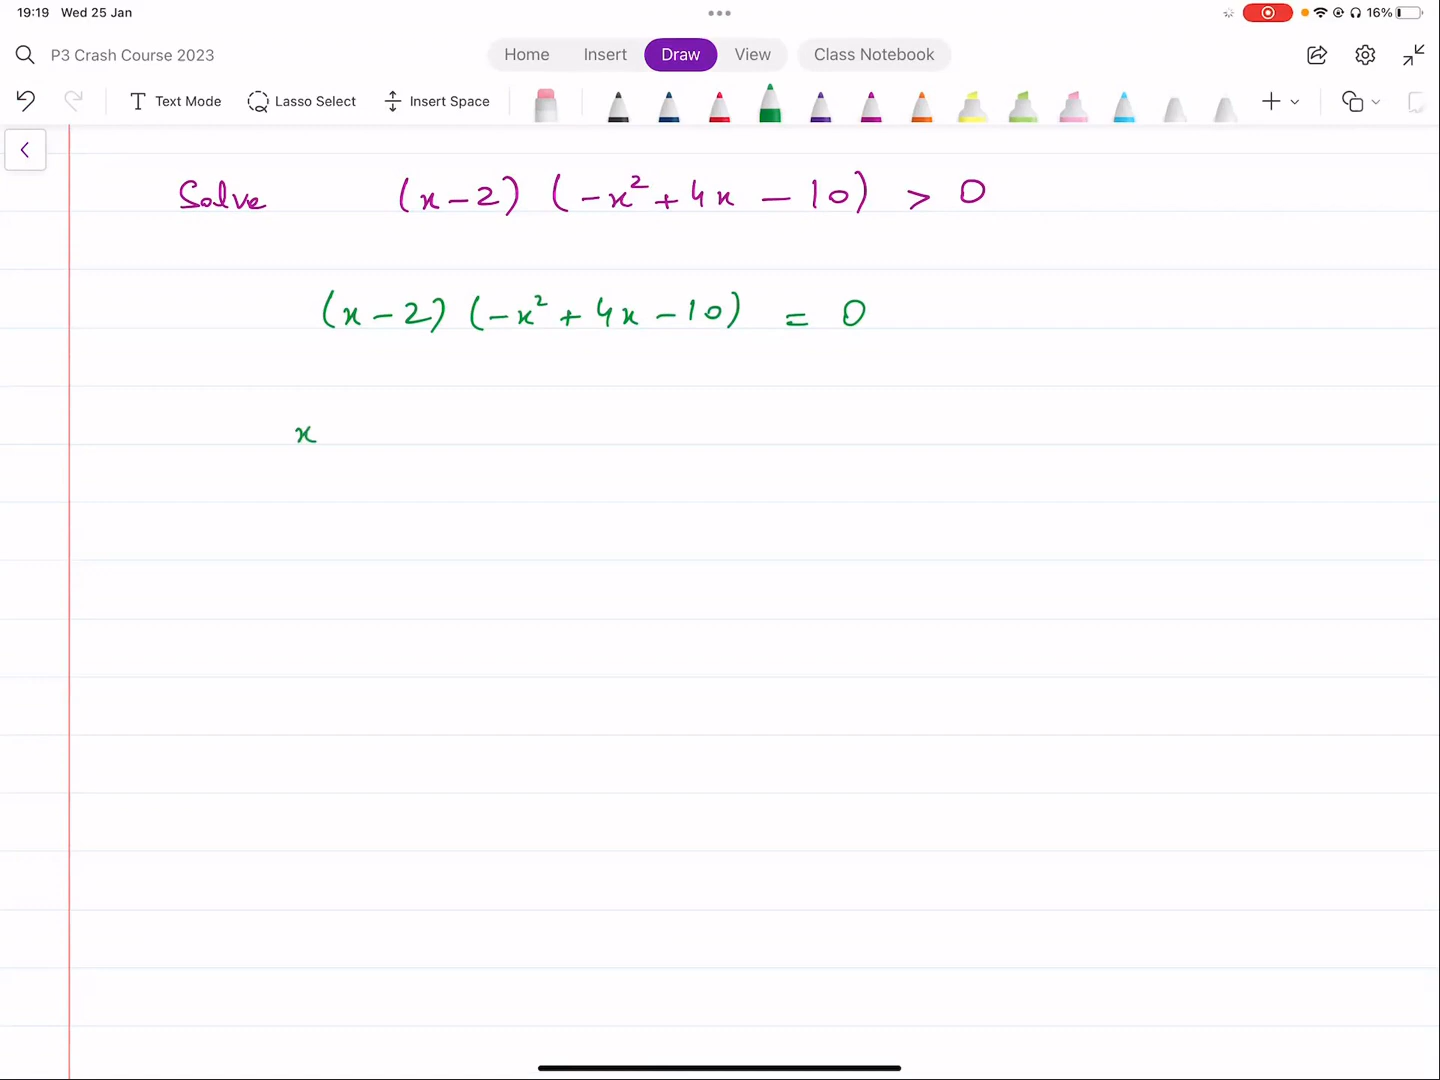 19:19 Wed 25 Jan 16%
P3 Crash Course 2023 Home Insert Draw View Class Notebook
Text Mode Lasso Select Insert Space
Solve (x-2) (-x²+4x-10) > 0
(x-2) (-x²+4x-10) = 0
x